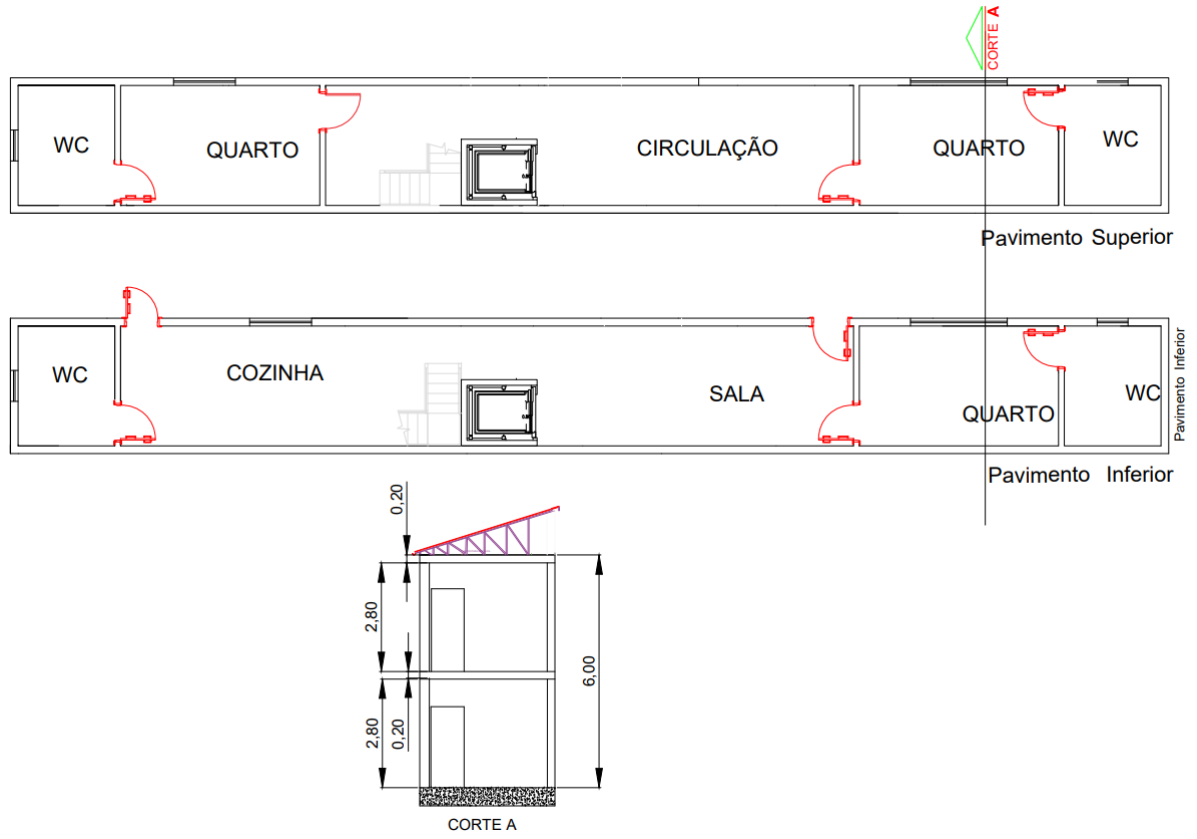 CORTE A
WC
QUARTO
CIRCULAÇÃO
QUARTO
WC
Pavimento Superior
WC
COZINHA
SALA
QUARTO
WC
Pavimento Inferior
Pavimento Inferior
0,20
2,80
6,00
2,80
0,20
CORTE A